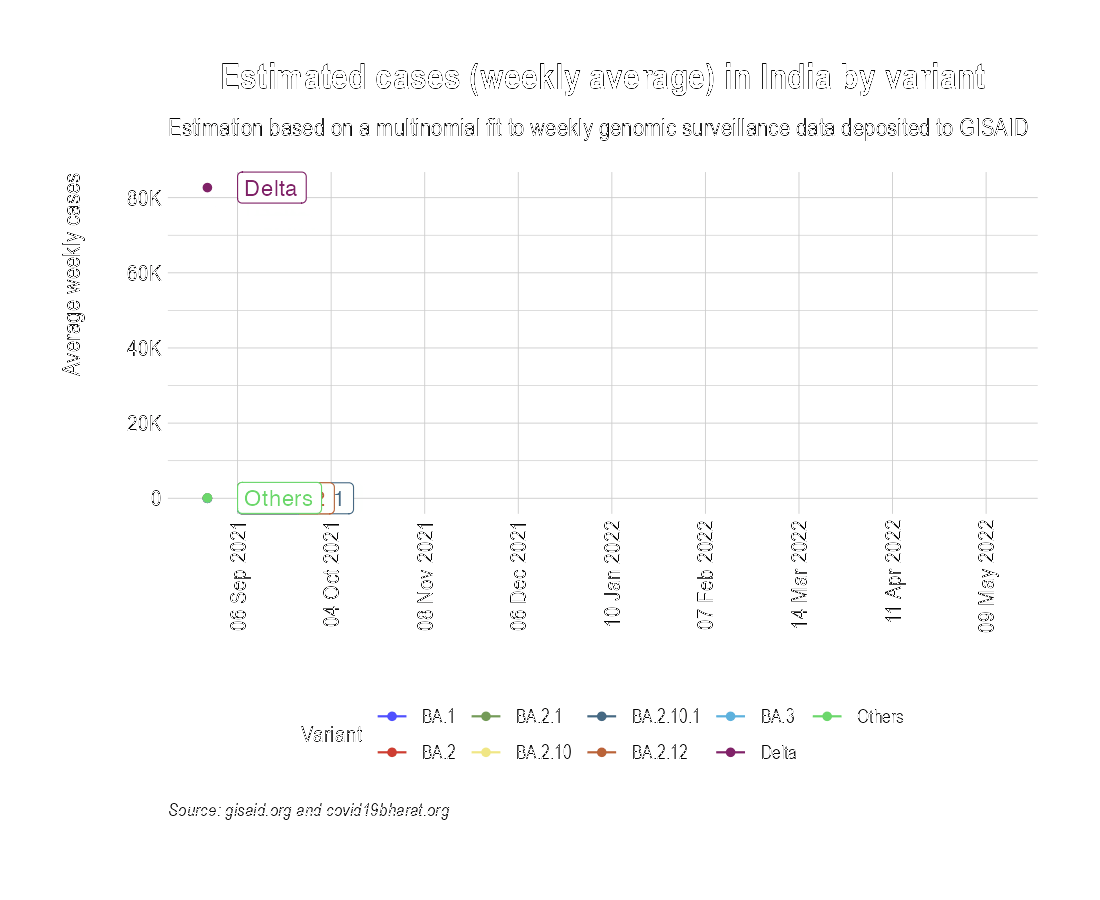 Estimated cases (weekly average) in India by variant
Estimation based on a multinomial fit to weekly genomic surveillance data deposited to GISAID
Average weekly cases
80K
60K
40K
20K
0
Delta
Others
1
06 Sep 2021
04 Oct 2021
08 Nov 2021
06 Dec 2021
10 Jan 2022
07 Feb 2022
14 Mar 2022
11 Apr 2022
09 May 2022
Variant
BA.1
BA.2.1
BA.2.10.1
BA.3
Others
BA.2
BA.2.10
BA.2.12
Delta
Source: gisaid.org and covid19bharat.org